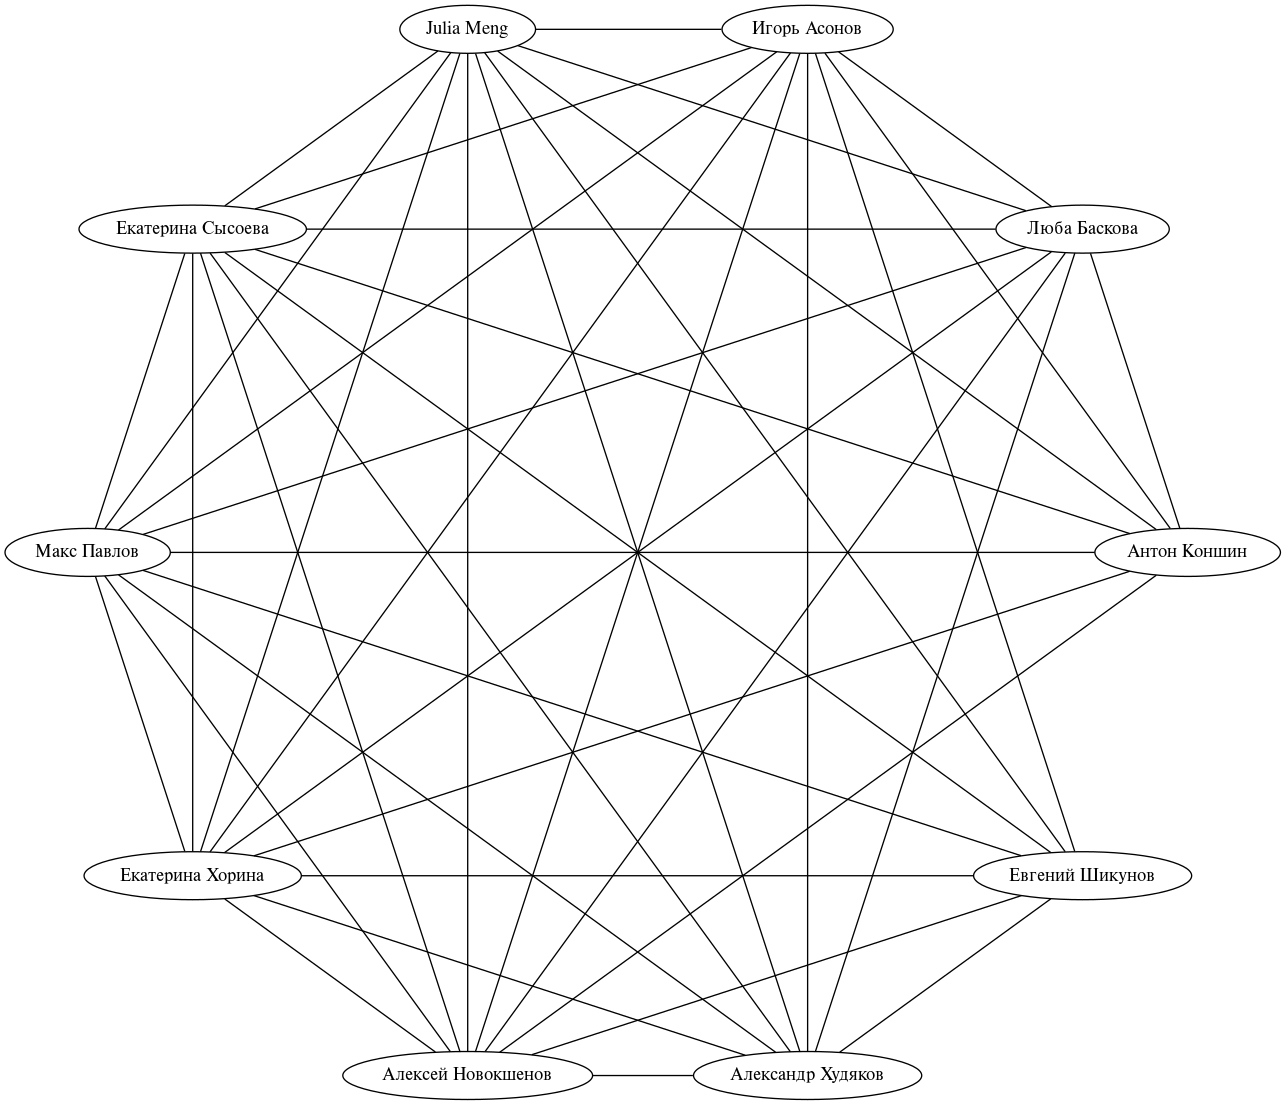 Julia Meng
Игорь Асонов
Екатерина Сысоева
Люба Баскова
Макс Павлов
Антон Коншин
Екатерина Хорина
Евгений Шикунов
Алексей Новокшенов
Александр Худяков